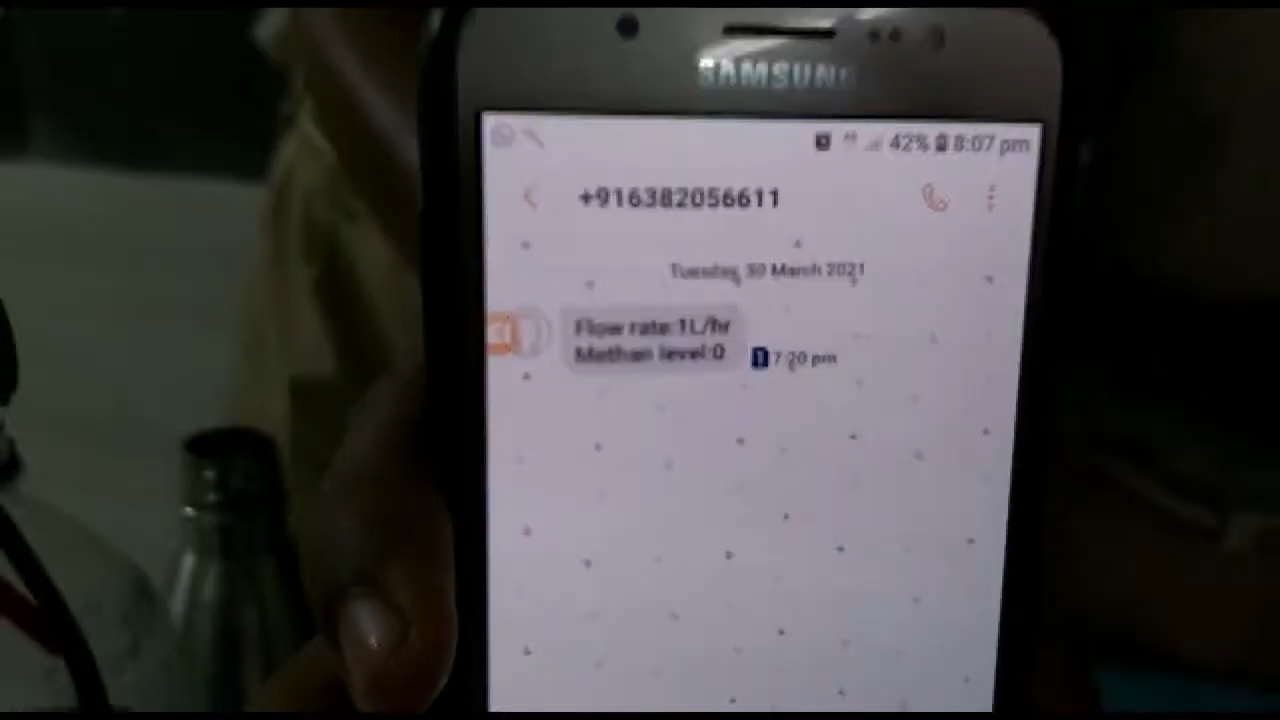 SAMSUNG
42% 8:07 pm
+916382056611
Tuesday, 30 March 2021
Flow rate:1L/hr
Methan level:0
1 7:20 pm